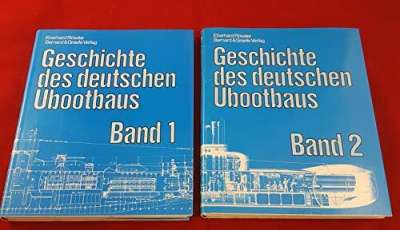 Eberhard Rössler
Bernard & Graefe Verlag
Geschichte
des deutschen
Ubootbaus
Band 1
Eberhard Rössler
Bernard & Graefe Verlag
Geschichte
des deutschen
Ubootbaus
Band 2